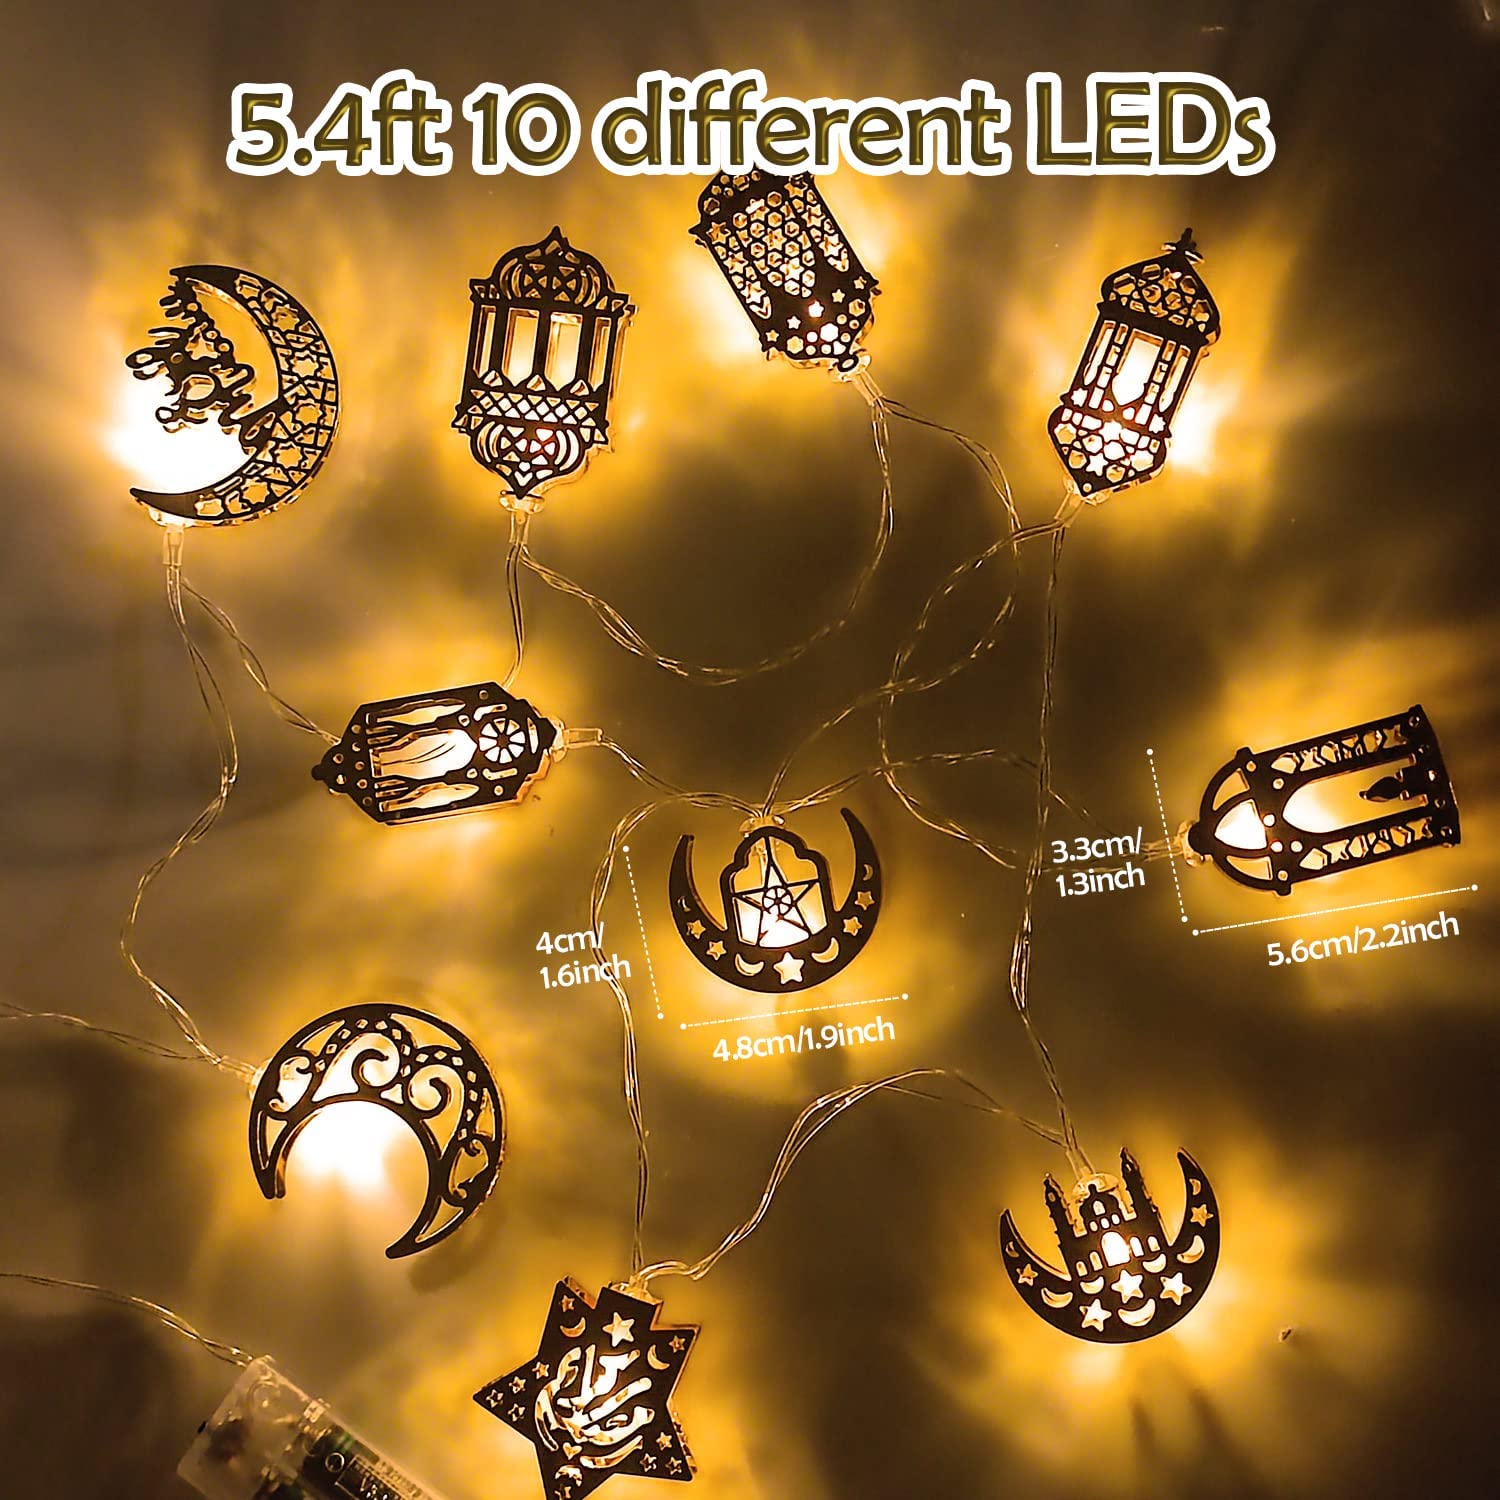 5.4ft 10 different LEDs
3.3cm/
1.3inch
5.6cm/2.2inch
4cm/
1.6inch
4.8cm/1.9inch